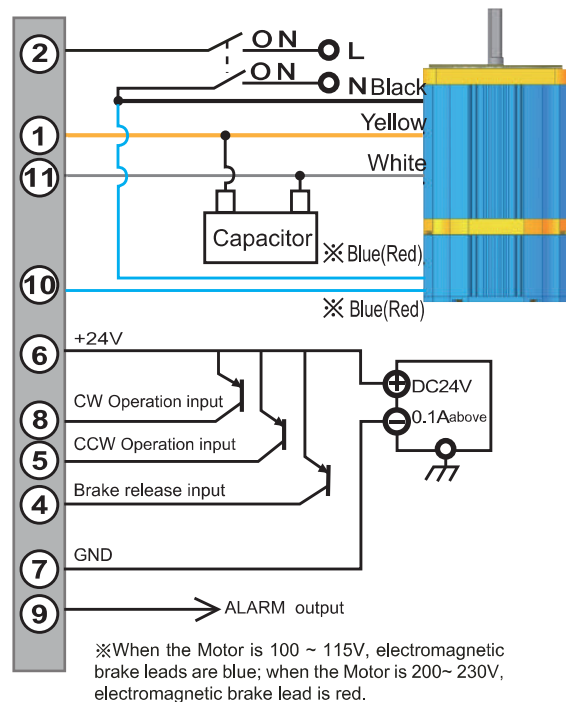 2
ON
L
ON
N Black
1
Yellow
11
White
Capacitor
※ Blue(Red)
10
※ Blue(Red)
6
+24V
DC24V
8
CW Operation input
0.1A above
5
CCW Operation input
4
Brake release input
7
GND
9
ALARM output
※When the Motor is 100 ~ 115V, electromagnetic
brake leads are blue; when the Motor is 200~ 230V,
electromagnetic brake lead is red.